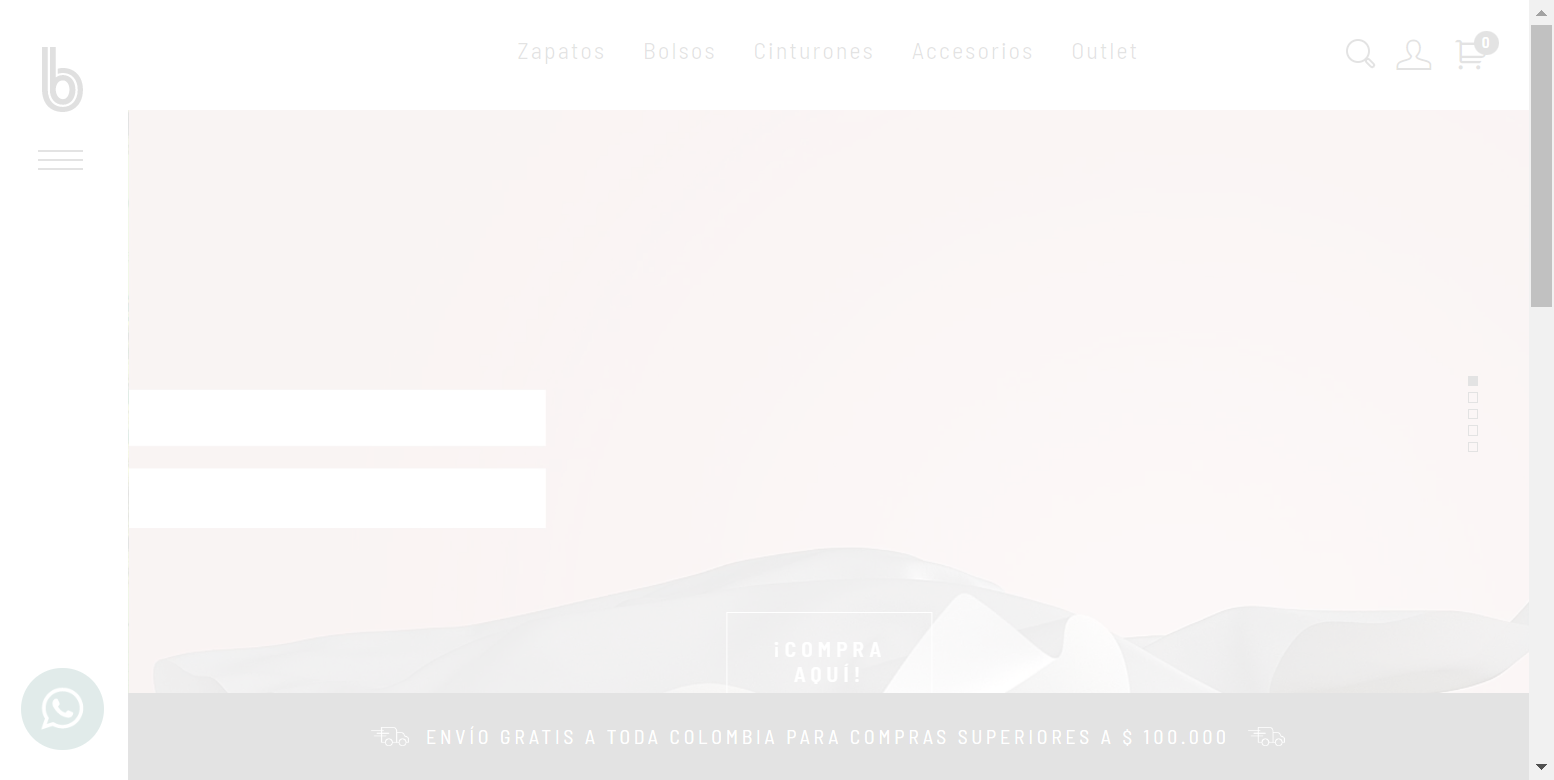 b
Zapatos Bolsos Cinturones Accesorios Outlet
0
¡COMPRA
AQUÍ!
ENVÍO GRATIS A TODA COLOMBIA PARA COMPRAS SUPERIORES A $ 100.000